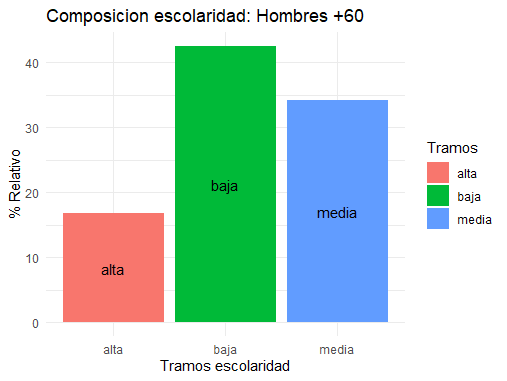 Composicion escolaridad: Hombres +60
% Relativo
40
30
20
10
0
alta
baja
media
alta
baja
media
Tramos escolaridad
Tramos
alta
baja
media